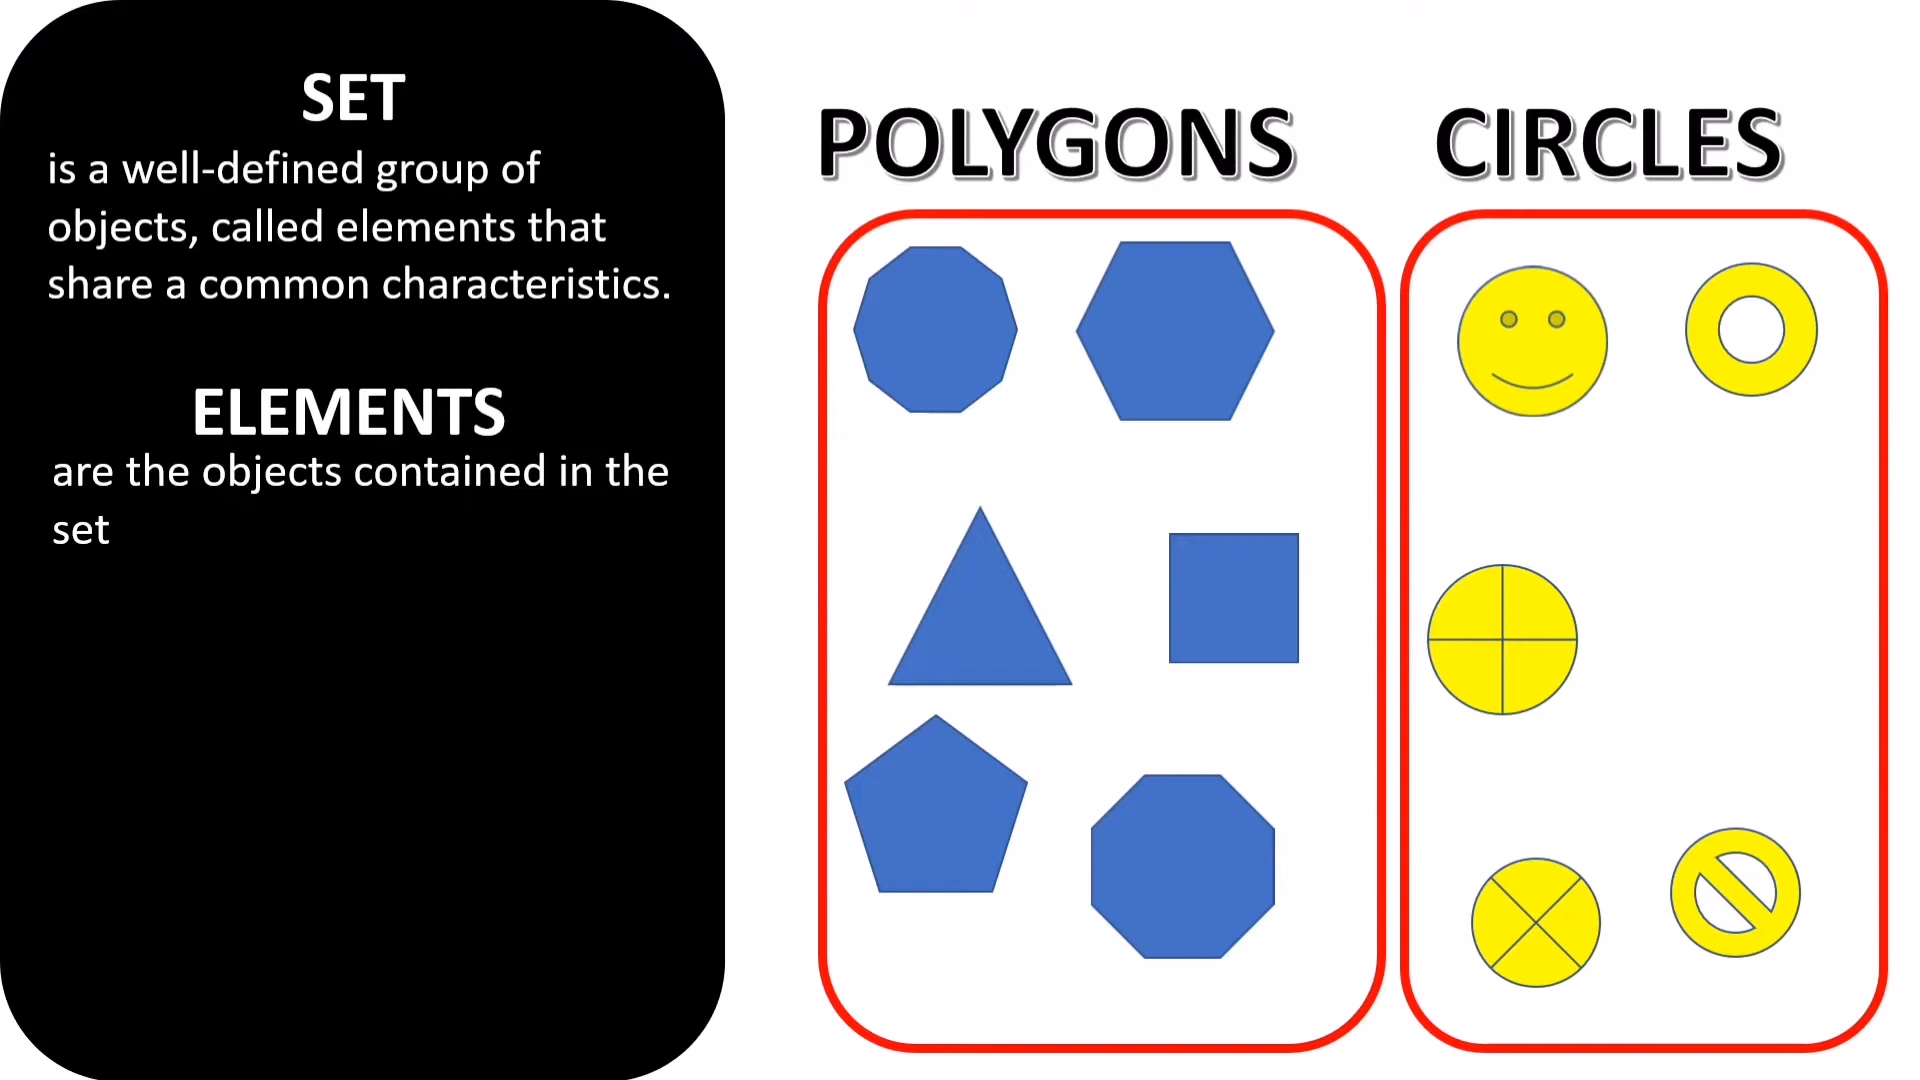 SET
is a well-defined group of
objects, called elements that
share a common characteristics.
ELEMENTS
are the objects contained in the
set
POLYGONS
CIRCLES